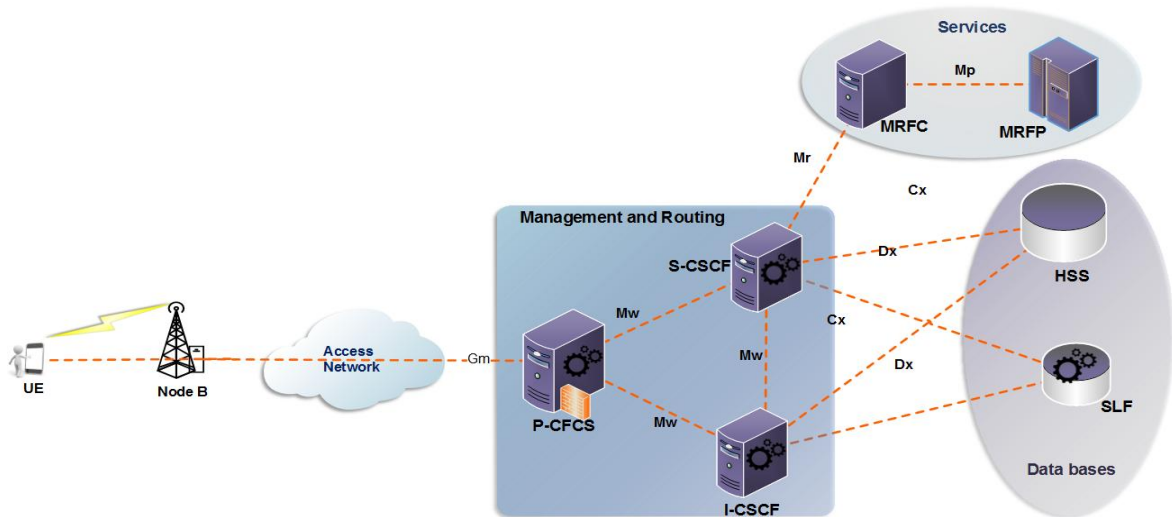 Services
Mp
MRFC
MRFP
Mr
Cx
Management and Routing
S-CSCF
Dx
HSS
Mw
Cx
Access
Network
Gm
Mw
Dx
UE
Node B
P-CFCS
Mw
SLF
I-CSCF
Data bases